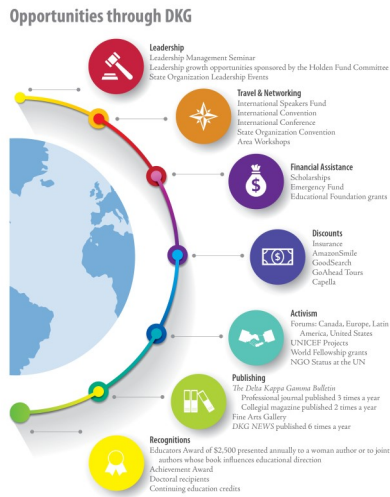 Opportunities through DKG
Leadership
Leadership Management Seminar
Leadership growth opportunities sponsored by the Holden Fund Committee
State Organization Leadership Events
Travel & Networking
International Speakers Fund
International Convention
International Conference
State Organization Convention
Area Workshops
Financial Assistance
Scholarships
Emergency Fund
Educational Foundation grants
$
Discounts
Insurance
AmazonSmile
GoodSearch
GoAhead Tours
Capella
$
Activism
Forums: Canada, Europe, Latin
America, United States
UNICEF Projects
World Fellowship grants
NGO Status at the UN
Publishing
The Delta Kappa Gamma Bulletin
Professional journal published 3 times a year
Collegial magazine published 2 times a year
Fine Arts Gallery
DKG NEWS published 6 times a year
Recognitions
Educators Award of $2,500 presented annually to a woman author or to joint
authors whose book influences educational direction
Achievement Award
Doctoral recipients
Continuing education credits